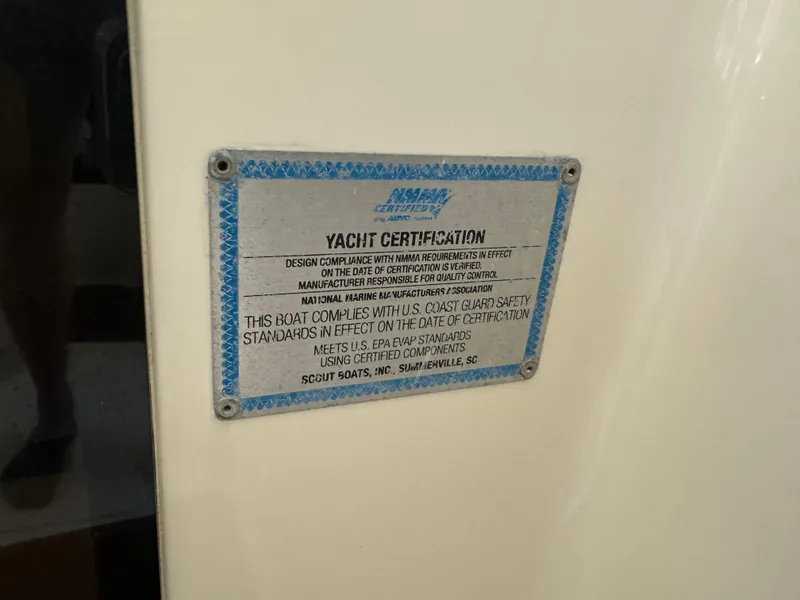 NMMA
CERTIFIED
using ABYC
YACHT CERTIFICATION
DESIGN COMPLIANCE WITH NMMA REQUIREMENTS IN EFFECT
ON THE DATE OF CERTIFICATION IS VERIFIED.
MANUFACTURER RESPONSIBLE FOR QUALITY CONTROL
NATIONAL MARINE MANUFACTURERS ASSOCIATION
THIS BOAT COMPLIES WITH U.S. COAST GUARD SAFETY
STANDARDS IN EFFECT ON THE DATE OF CERTIFICATION
MEETS U.S. EPA EVAP STANDARDS
USING CERTIFIED COMPONENTS
SCOUT BOATS, INC., SUMMERVILLE, SC